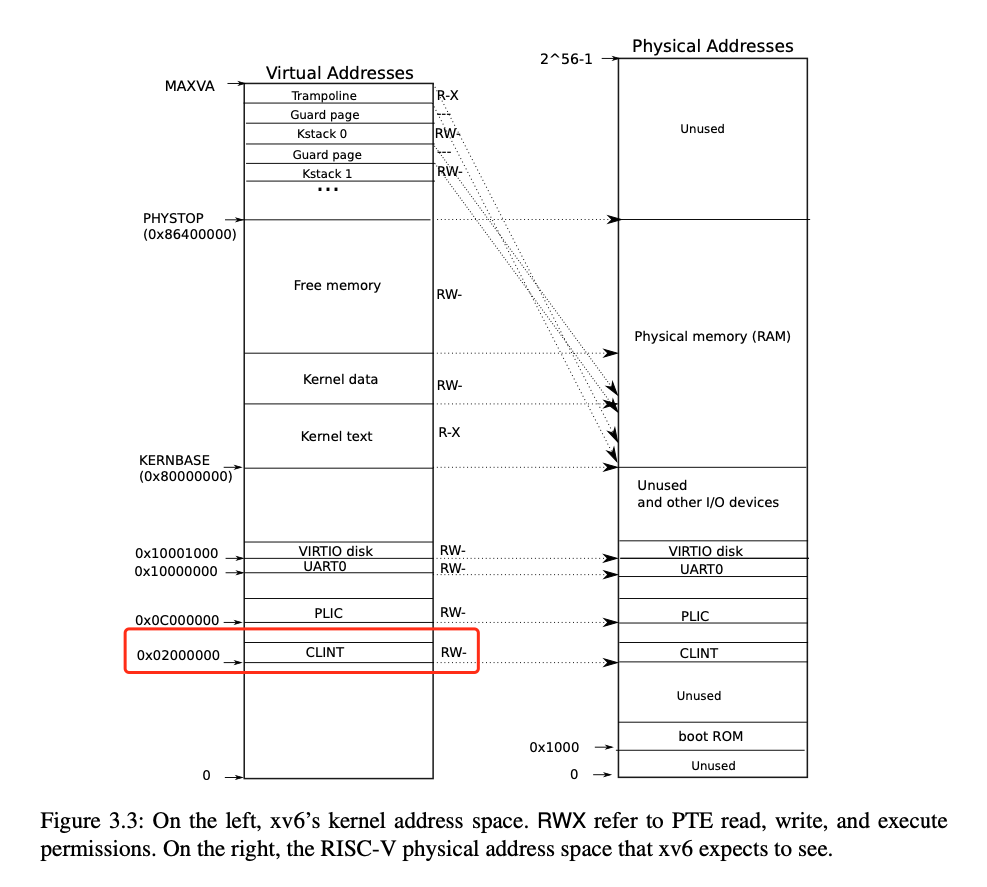 Physical Addresses
2^56-1
Virtual Addresses
MAXVA
Trampoline
R-X
Guard page
---
Unused
Kstack 0
RW-
Guard page
---
Kstack 1
RW-
...
PHYSTOP
(0x86400000)
Free memory
RW-
Physical memory (RAM)
Kernel data
RW-
Kernel text
R-X
KERNBASE
(0x80000000)
Unused
and other I/O devices
0x10001000
VIRTIO disk
RW-
VIRTIO disk
0x10000000
UART0
RW-
UART0
0x0C000000
PLIC
RW-
PLIC
0x02000000
CLINT
RW-
CLINT
Unused
boot ROM
0x1000
Unused
0
0
Figure 3.3: On the left, xv6's kernel address space. RWX refer to PTE read, write, and execute
permissions. On the right, the RISC-V physical address space that xv6 expects to see.